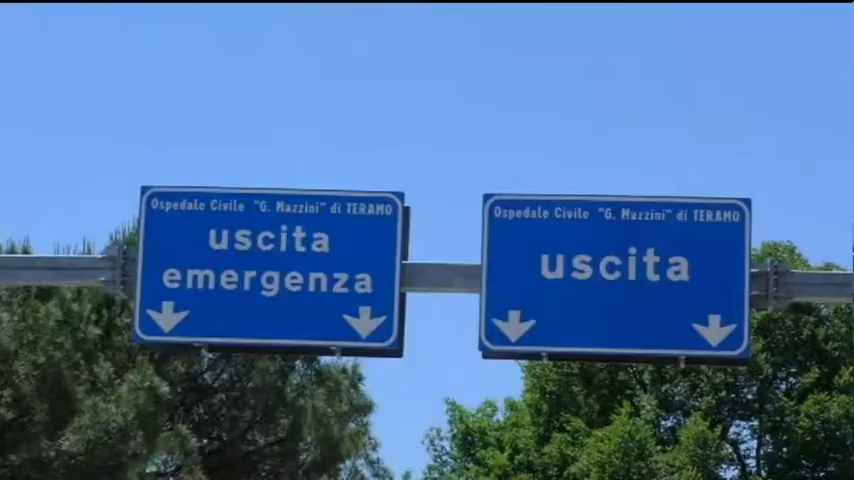 Ospedale Civile "G. Mazzini" di TERAMO
uscita
emergenza
Ospedale Civile "G. Mazzini" di TERAMO
uscita